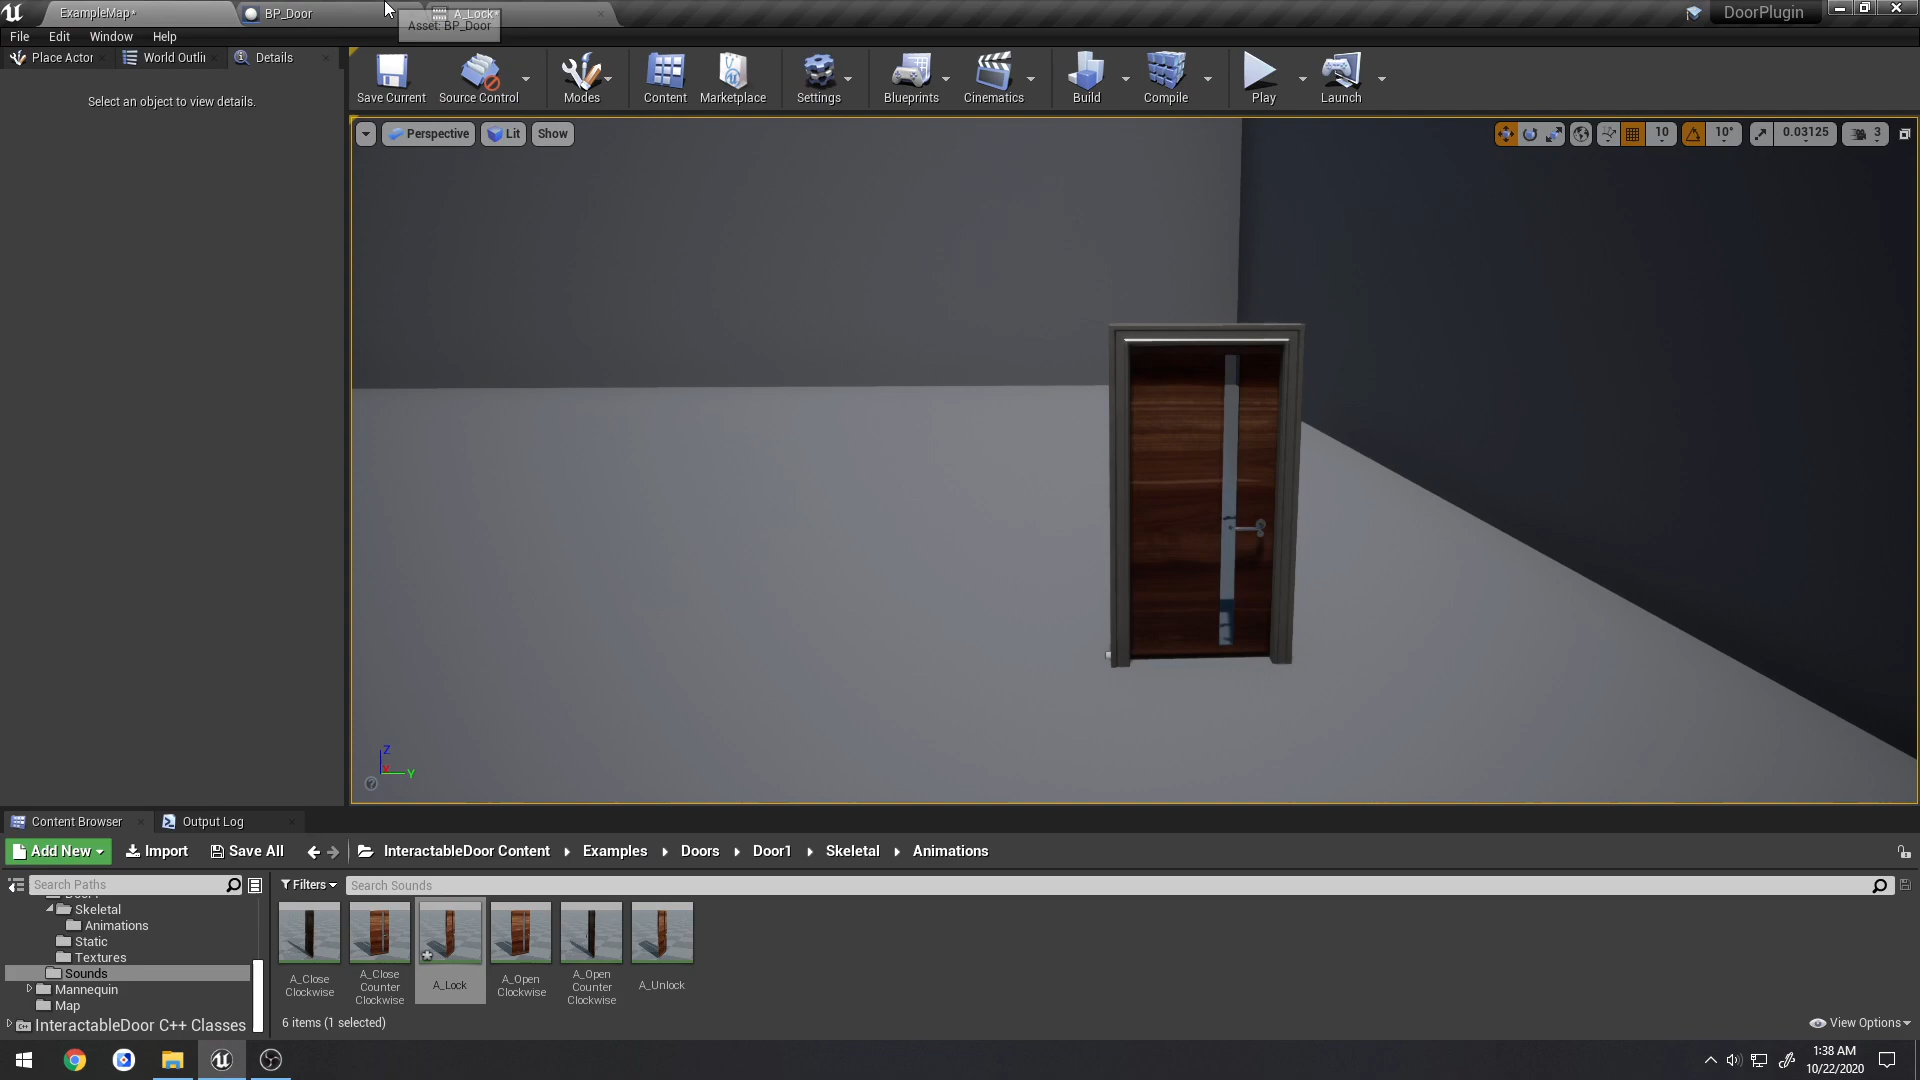 ExampleMap*
BP_Door
A_Lock*
Asset: BP_Door
DoorPlugin
File Edit Window Help
Place Actor
World Outli
Details
Select an object to view details.
Save Current
Source Control
Modes
Content
Marketplace
Settings
Blueprints
Cinematics
Build
Compile
Play
Launch
Perspective
Lit
Show
10
10°
0.03125
3
Z
X
Y
Content Browser
Output Log
Add New
Import
Save All
InteractableDoor Content
Examples
Doors
Door1
Skeletal
Animations
Search Paths
Filters
Search Sounds
Skeletal
Animations
Static
Textures
Sounds
Mannequin
Map
InteractableDoor C++ Classes
A_Close
Clockwise
A_Close
Counter
Clockwise
A_Lock
A_Open
Clockwise
A_Open
Counter
Clockwise
A_Unlock
6 items (1 selected)
View Options
1:38 AM
10/22/2020